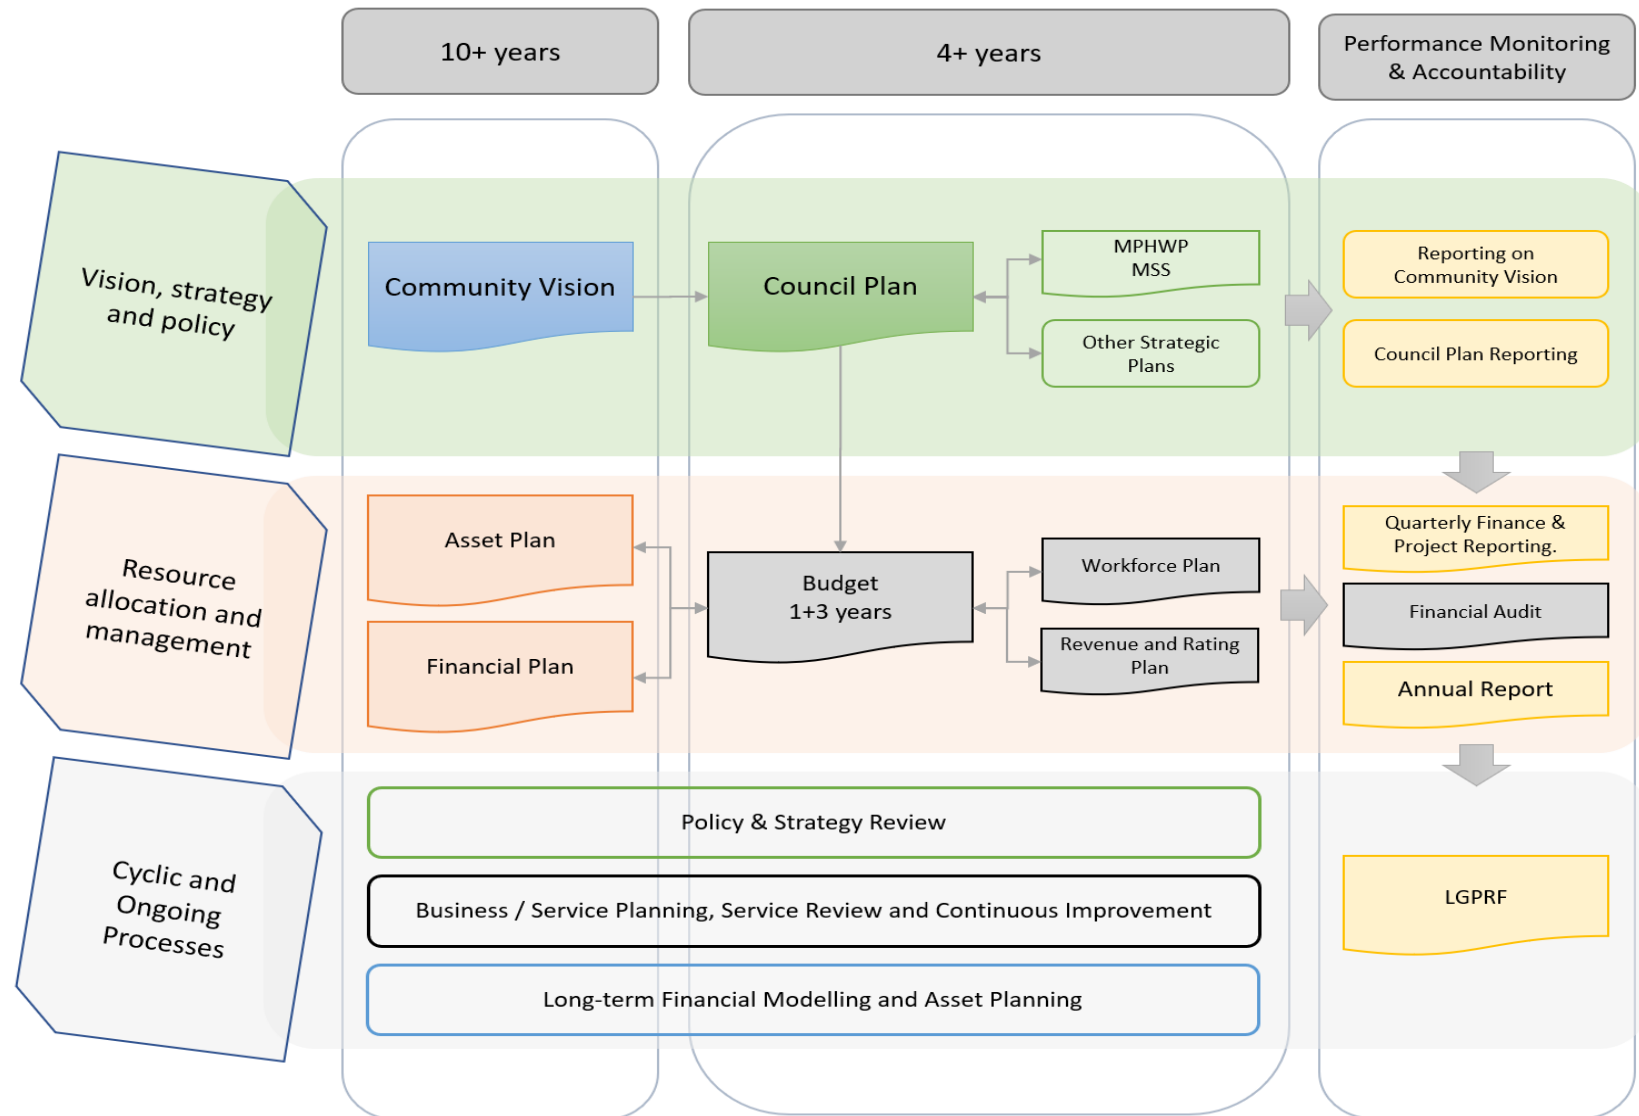 10+ years
4+ years
Performance Monitoring
& Accountability
Vision, strategy
and policy
Community Vision
Council Plan
MPHWP
MSS
Other Strategic
Plans
Reporting on
Community Vision
Council Plan Reporting
Resource
allocation and
management
Asset Plan
Financial Plan
Budget
1+3 years
Workforce Plan
Revenue and Rating
Plan
Quarterly Finance &
Project Reporting.
Financial Audit
Annual Report
Cyclic and
Ongoing
Processes
Policy & Strategy Review
Business / Service Planning, Service Review and Continuous Improvement
Long-term Financial Modelling and Asset Planning
LGPRF